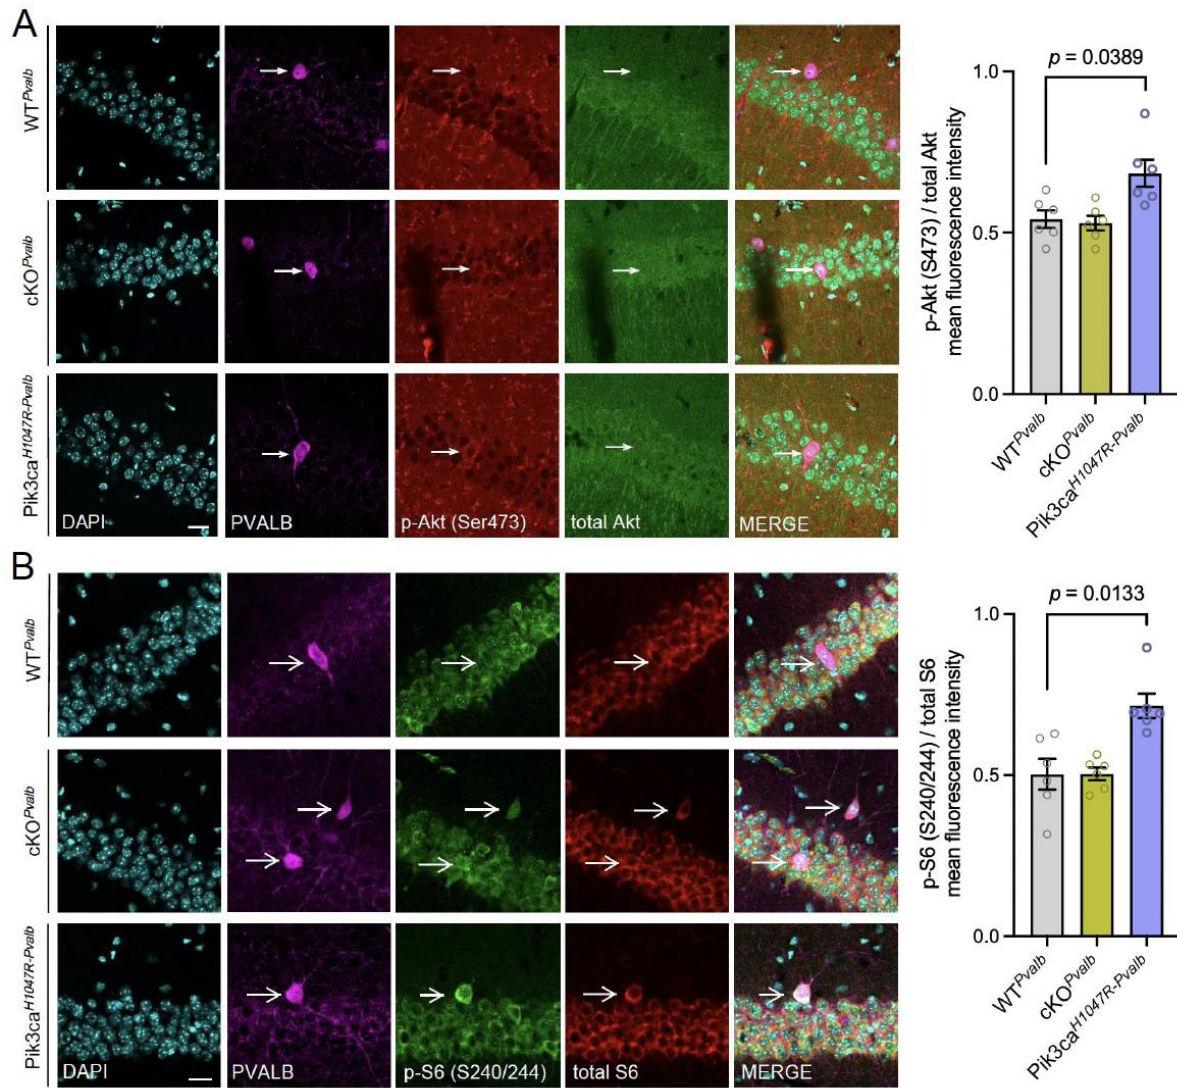 A
WT^Pvalb
cKO^Pvalb
Pik3ca^H1047R-Pvalb
DAPI
PVALB
p-Akt (Ser473)
total Akt
MERGE
p-Akt (S473) / total Akt
mean fluorescence intensity
1.0
0.5
0.0
p = 0.0389
WT^Pvalb
cKO^Pvalb
Pik3ca^H1047R-Pvalb
B
WT^Pvalb
cKO^Pvalb
Pik3ca^H1047R-Pvalb
DAPI
PVALB
p-S6 (S240/244)
total S6
MERGE
p-S6 (S240/244) / total S6
mean fluorescence intensity
1.0
0.5
0.0
p = 0.0133
WT^Pvalb
cKO^Pvalb
Pik3ca^H1047R-Pvalb